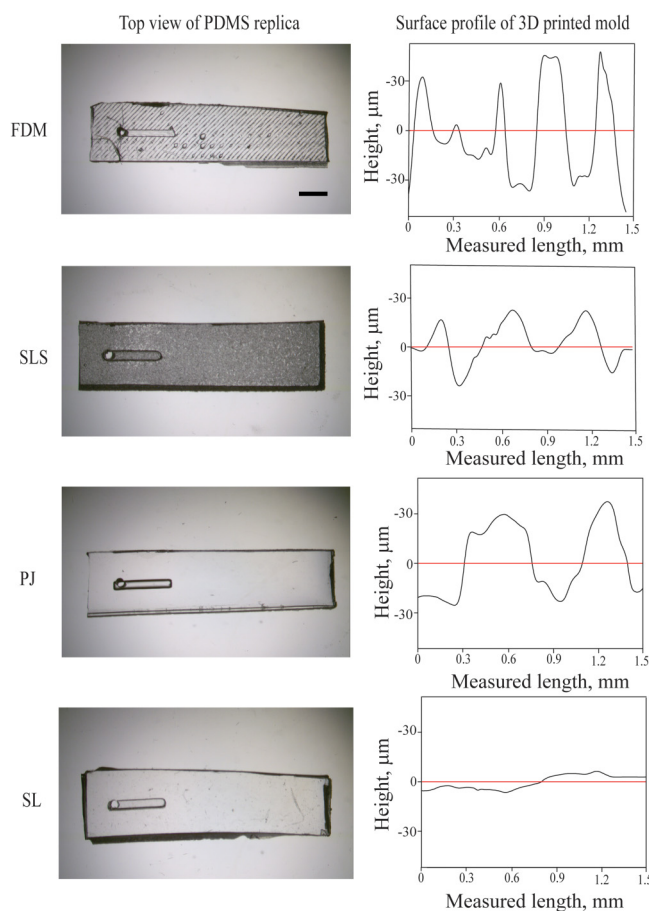 Top view of PDMS replica
Surface profile of 3D printed mold
FDM
Height, μm
-30
0
-30
0 0.3 0.6 0.9 1.2 1.5
Measured length, mm
SLS
Height, μm
-30
0
-30
0 0.3 0.6 0.9 1.2 1.5
Measured length, mm
PJ
Height, μm
-30
0
-30
0 0.3 0.6 0.9 1.2 1.5
Measured length, mm
SL
Height, μm
-30
0
-30
0 0.3 0.6 0.9 1.2 1.5
Measured length, mm